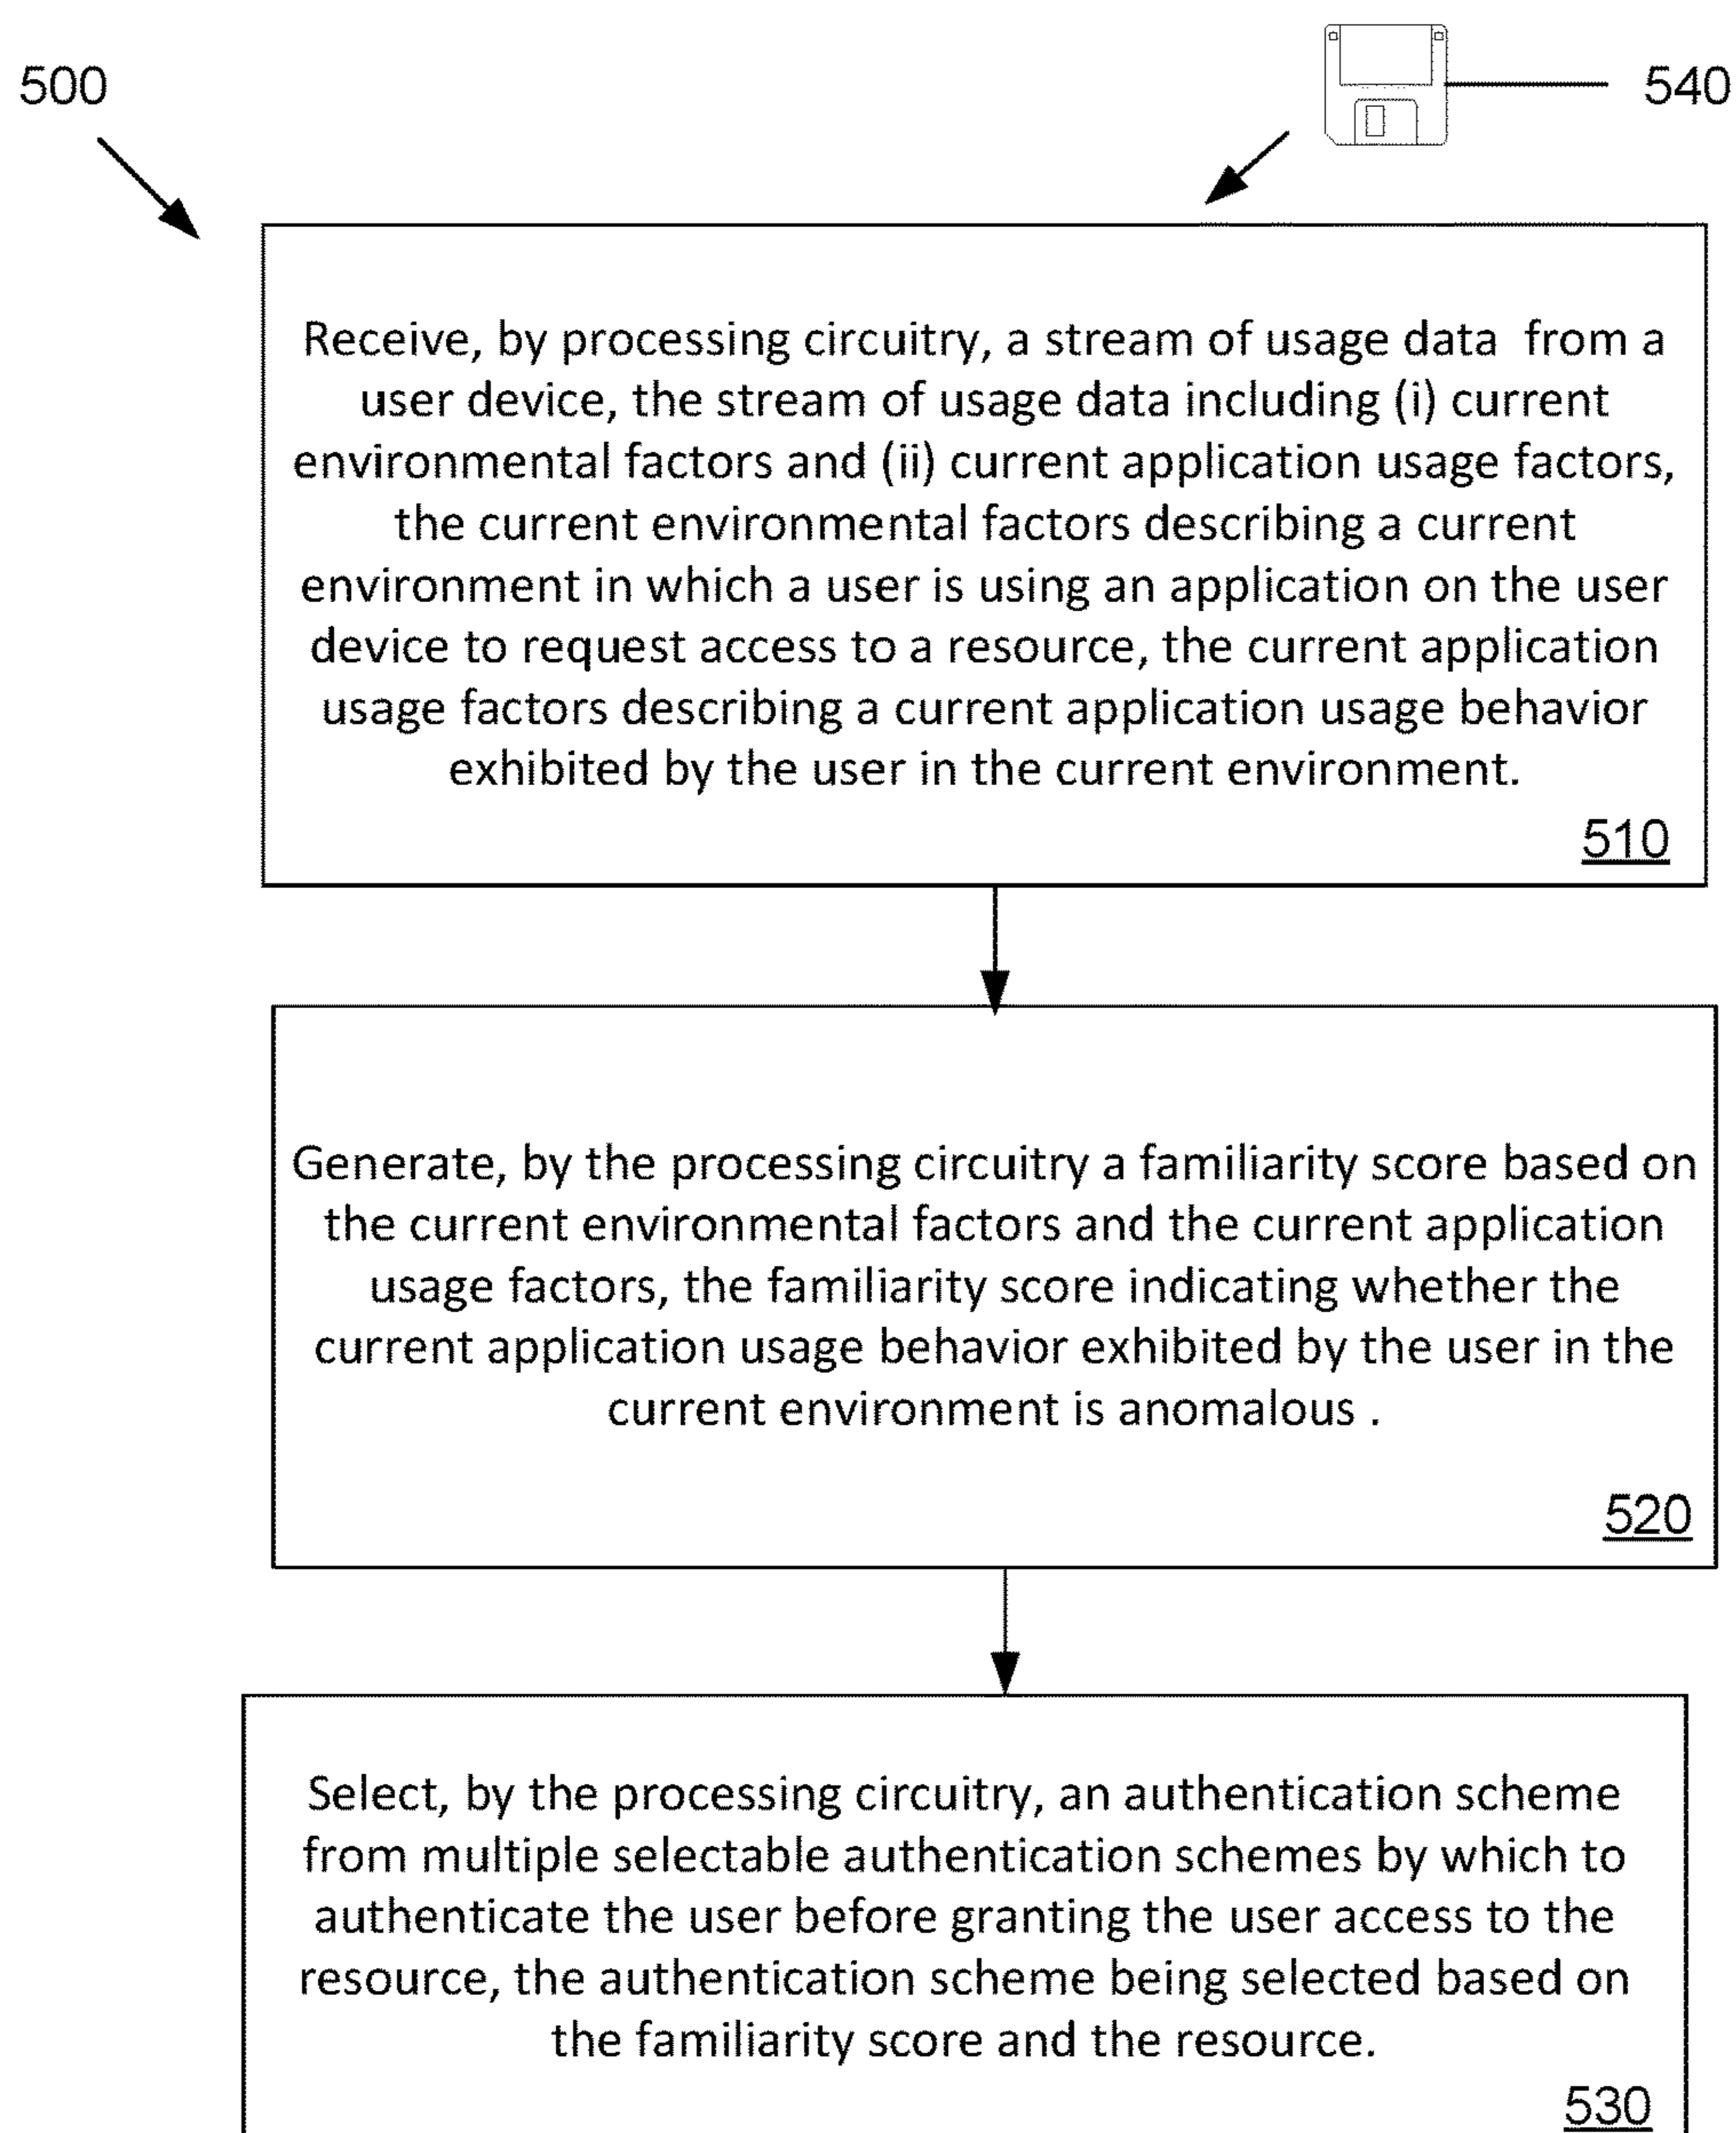 500
540
Receive, by processing circuitry, a stream of usage data  from a
user device, the stream of usage data including (i) current
environmental factors and (ii) current application usage factors,
the current environmental factors describing a current
environment in which a user is using an application on the user
device to request access to a resource, the current application
usage factors describing a current application usage behavior
exhibited by the user in the current environment.
510
Generate, by the processing circuitry a familiarity score based on
the current environmental factors and the current application
usage factors, the familiarity score indicating whether the
current application usage behavior exhibited by the user in the
current environment is anomalous .
520
Select, by the processing circuitry, an authentication scheme
from multiple selectable authentication schemes by which to
authenticate the user before granting the user access to the
resource, the authentication scheme being selected based on
the familiarity score and the resource.
530